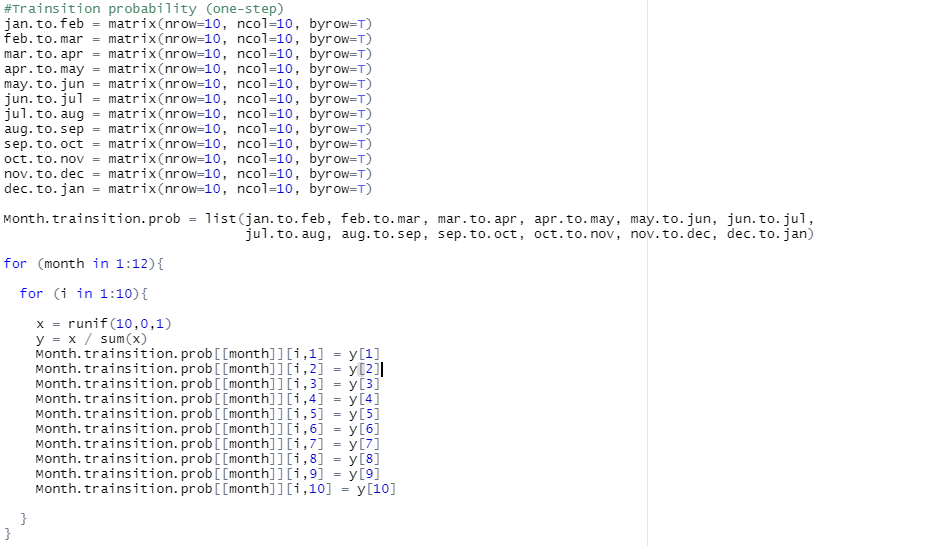 #Trainsition probability (one-step)
jan.to.feb = matrix(nrow=10, ncol=10, byrow=T)
feb.to.mar = matrix(nrow=10, ncol=10, byrow=T)
mar.to.apr = matrix(nrow=10, ncol=10, byrow=T)
apr.to.may = matrix(nrow=10, ncol=10, byrow=T)
may.to.jun = matrix(nrow=10, ncol=10, byrow=T)
jun.to.jul = matrix(nrow=10, ncol=10, byrow=T)
jul.to.aug = matrix(nrow=10, ncol=10, byrow=T)
aug.to.sep = matrix(nrow=10, ncol=10, byrow=T)
sep.to.oct = matrix(nrow=10, ncol=10, byrow=T)
oct.to.nov = matrix(nrow=10, ncol=10, byrow=T)
nov.to.dec = matrix(nrow=10, ncol=10, byrow=T)
dec.to.jan = matrix(nrow=10, ncol=10, byrow=T)

Month.trainsition.prob = list(jan.to.feb, feb.to.mar, mar.to.apr, apr.to.may, may.to.jun, jun.to.jul,
                              jul.to.aug, aug.to.sep, sep.to.oct, oct.to.nov, nov.to.dec, dec.to.jan)

for (month in 1:12){

  for (i in 1:10){

    x = runif(10,0,1)
    y = x / sum(x)
    Month.trainsition.prob[[month]][i,1] = y[1]
    Month.trainsition.prob[[month]][i,2] = y[2]
    Month.trainsition.prob[[month]][i,3] = y[3]
    Month.trainsition.prob[[month]][i,4] = y[4]
    Month.trainsition.prob[[month]][i,5] = y[5]
    Month.trainsition.prob[[month]][i,6] = y[6]
    Month.trainsition.prob[[month]][i,7] = y[7]
    Month.trainsition.prob[[month]][i,8] = y[8]
    Month.trainsition.prob[[month]][i,9] = y[9]
    Month.trainsition.prob[[month]][i,10] = y[10]

  }
}